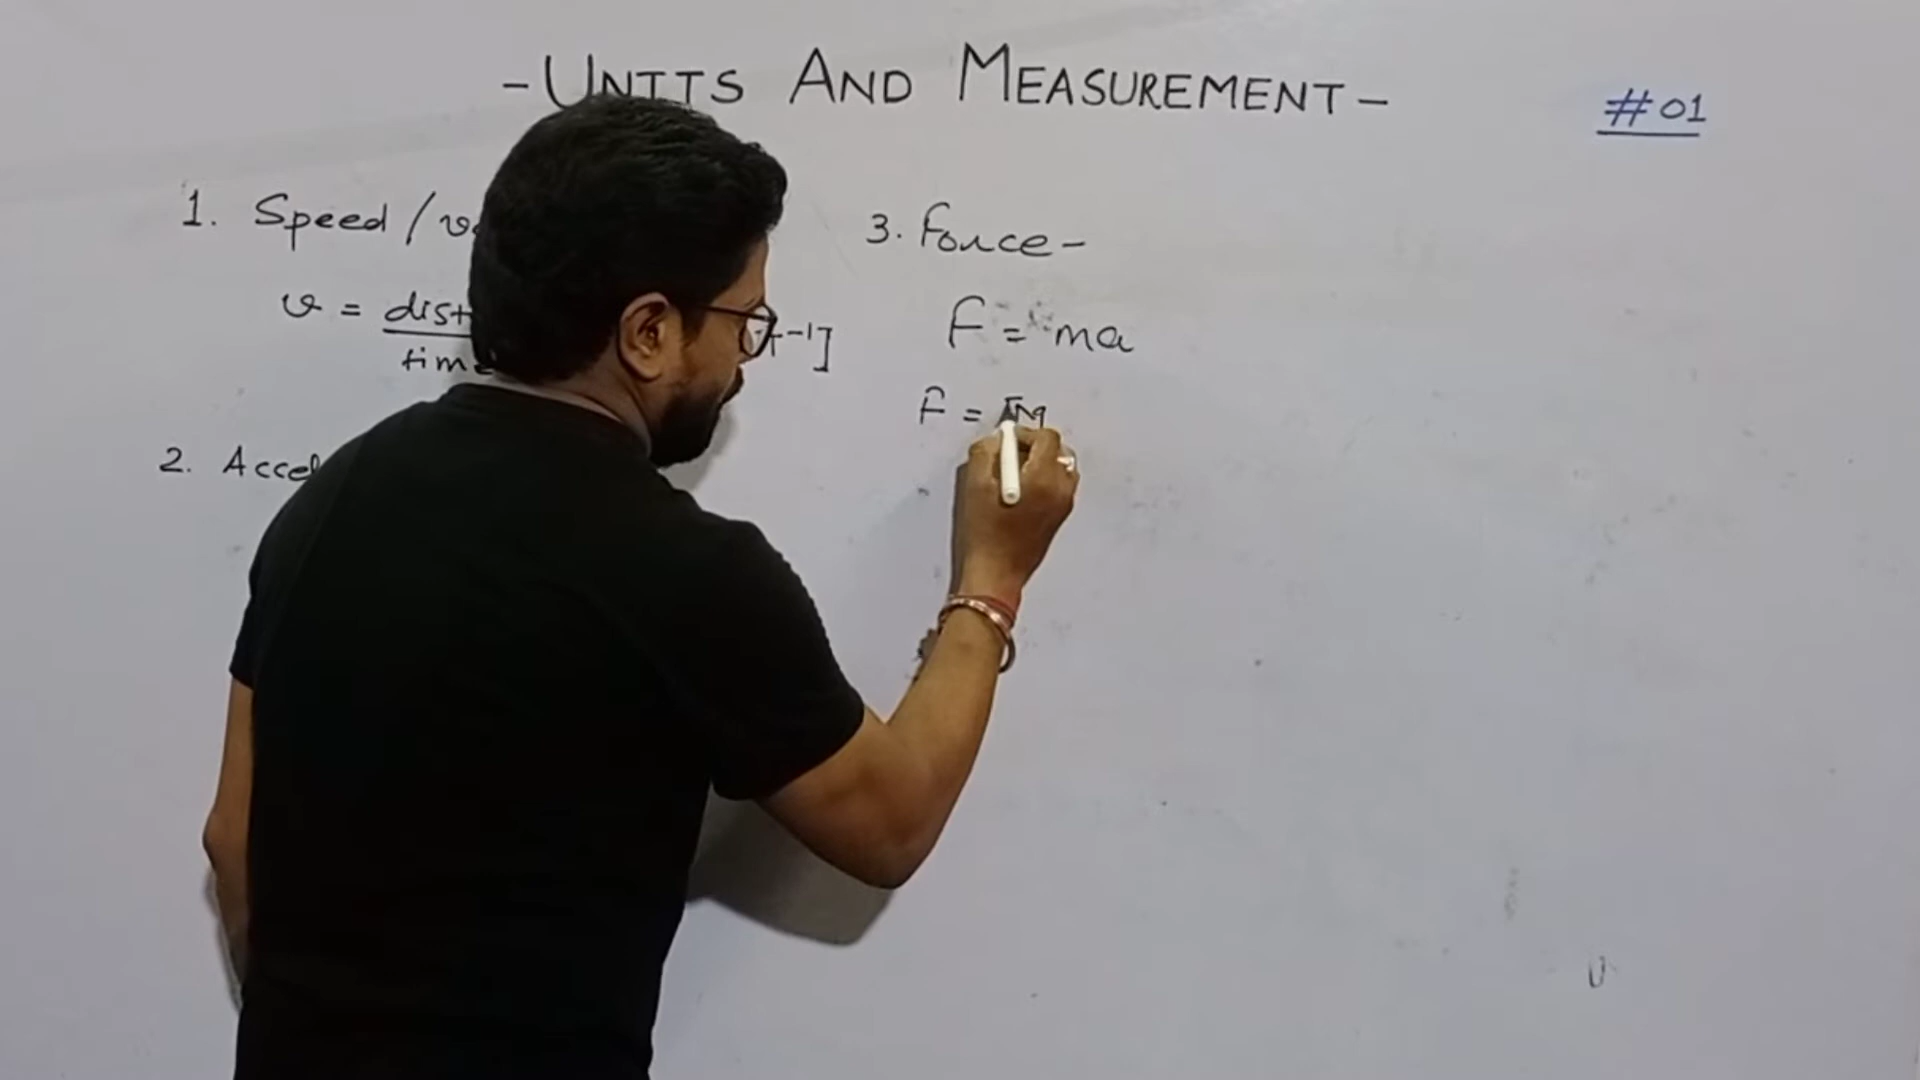 - UNITS AND MEASUREMENT -
#01
1. Speed /
v = dist
time
-1]
2. Accel
3. Force -
F = ma
F =